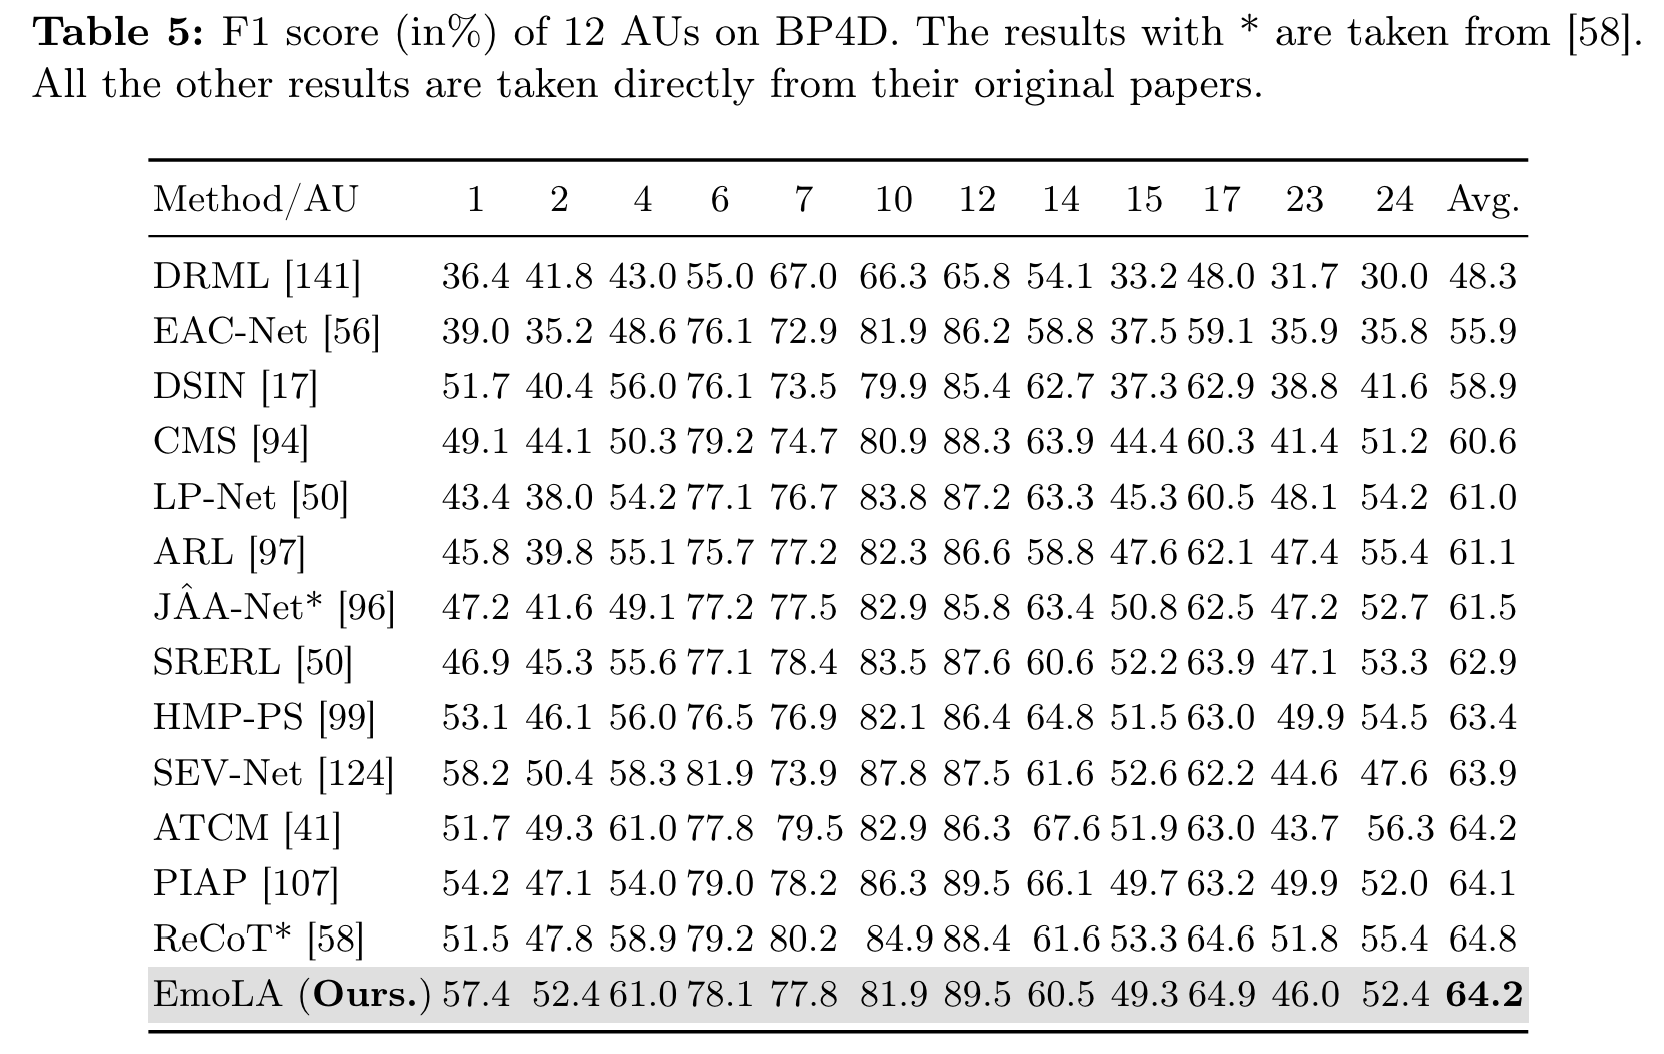 Table 5: F1 score (in%) of 12 AUs on BP4D. The results with * are taken from [58].
All the other results are taken directly from their original papers.
Method/AU 1 2 4 6 7 10 12 14 15 17 23 24 Avg.
DRML [141] 36.4 41.8 43.0 55.0 67.0 66.3 65.8 54.1 33.2 48.0 31.7 30.0 48.3
EAC-Net [56] 39.0 35.2 48.6 76.1 72.9 81.9 86.2 58.8 37.5 59.1 35.9 35.8 55.9
DSIN [17] 51.7 40.4 56.0 76.1 73.5 79.9 85.4 62.7 37.3 62.9 38.8 41.6 58.9
CMS [94] 49.1 44.1 50.3 79.2 74.7 80.9 88.3 63.9 44.4 60.3 41.4 51.2 60.6
LP-Net [50] 43.4 38.0 54.2 77.1 76.7 83.8 87.2 63.3 45.3 60.5 48.1 54.2 61.0
ARL [97] 45.8 39.8 55.1 75.7 77.2 82.3 86.6 58.8 47.6 62.1 47.4 55.4 61.1
JÂA-Net* [96] 47.2 41.6 49.1 77.2 77.5 82.9 85.8 63.4 50.8 62.5 47.2 52.7 61.5
SRERL [50] 46.9 45.3 55.6 77.1 78.4 83.5 87.6 60.6 52.2 63.9 47.1 53.3 62.9
HMP-PS [99] 53.1 46.1 56.0 76.5 76.9 82.1 86.4 64.8 51.5 63.0 49.9 54.5 63.4
SEV-Net [124] 58.2 50.4 58.3 81.9 73.9 87.8 87.5 61.6 52.6 62.2 44.6 47.6 63.9
ATCM [41] 51.7 49.3 61.0 77.8 79.5 82.9 86.3 67.6 51.9 63.0 43.7 56.3 64.2
PIAP [107] 54.2 47.1 54.0 79.0 78.2 86.3 89.5 66.1 49.7 63.2 49.9 52.0 64.1
ReCoT* [58] 51.5 47.8 58.9 79.2 80.2 84.9 88.4 61.6 53.3 64.6 51.8 55.4 64.8
EmoLA (Ours.) 57.4 52.4 61.0 78.1 77.8 81.9 89.5 60.5 49.3 64.9 46.0 52.4 64.2